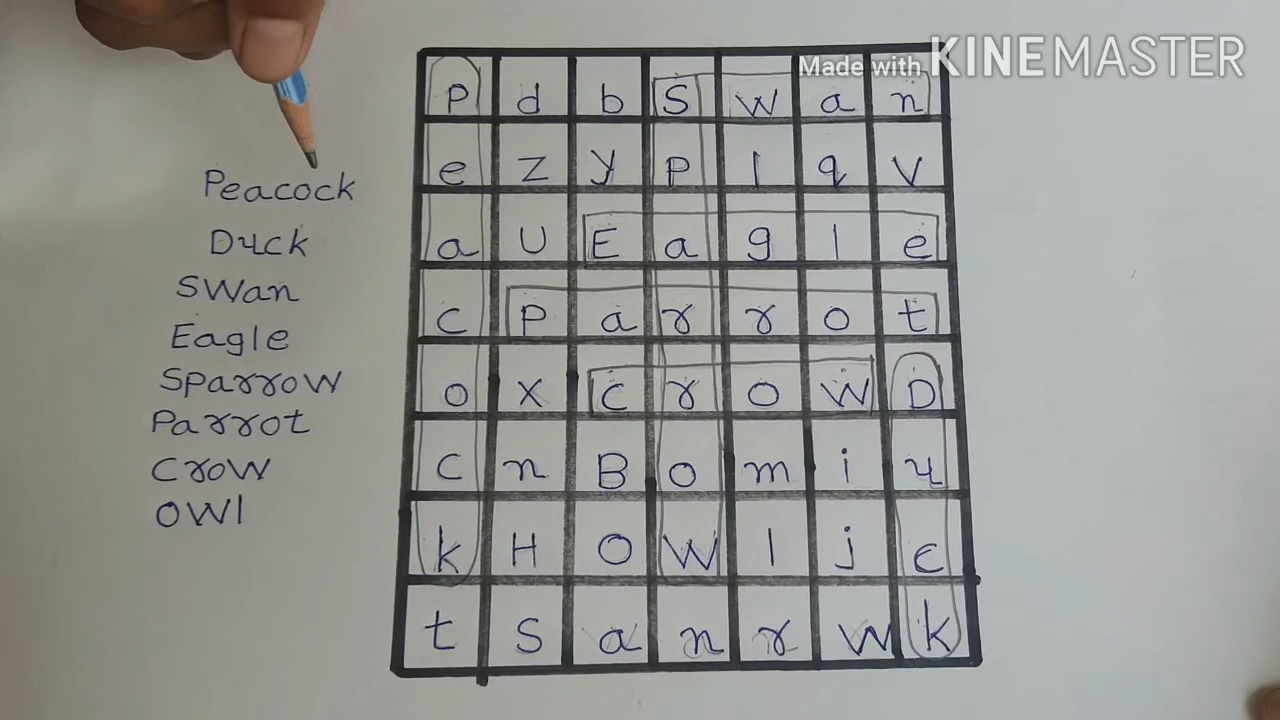 Made with KINEMASTER
P d b S W a n
e z y p l q v
Peacock
a U E a g l e
Duck
Swan
c P a r r o t
Eagle
Sparrow
o x c r o w D
Parrot
Crow
c n B o m i u
Owl
k H O W l j c
t s a n r w k